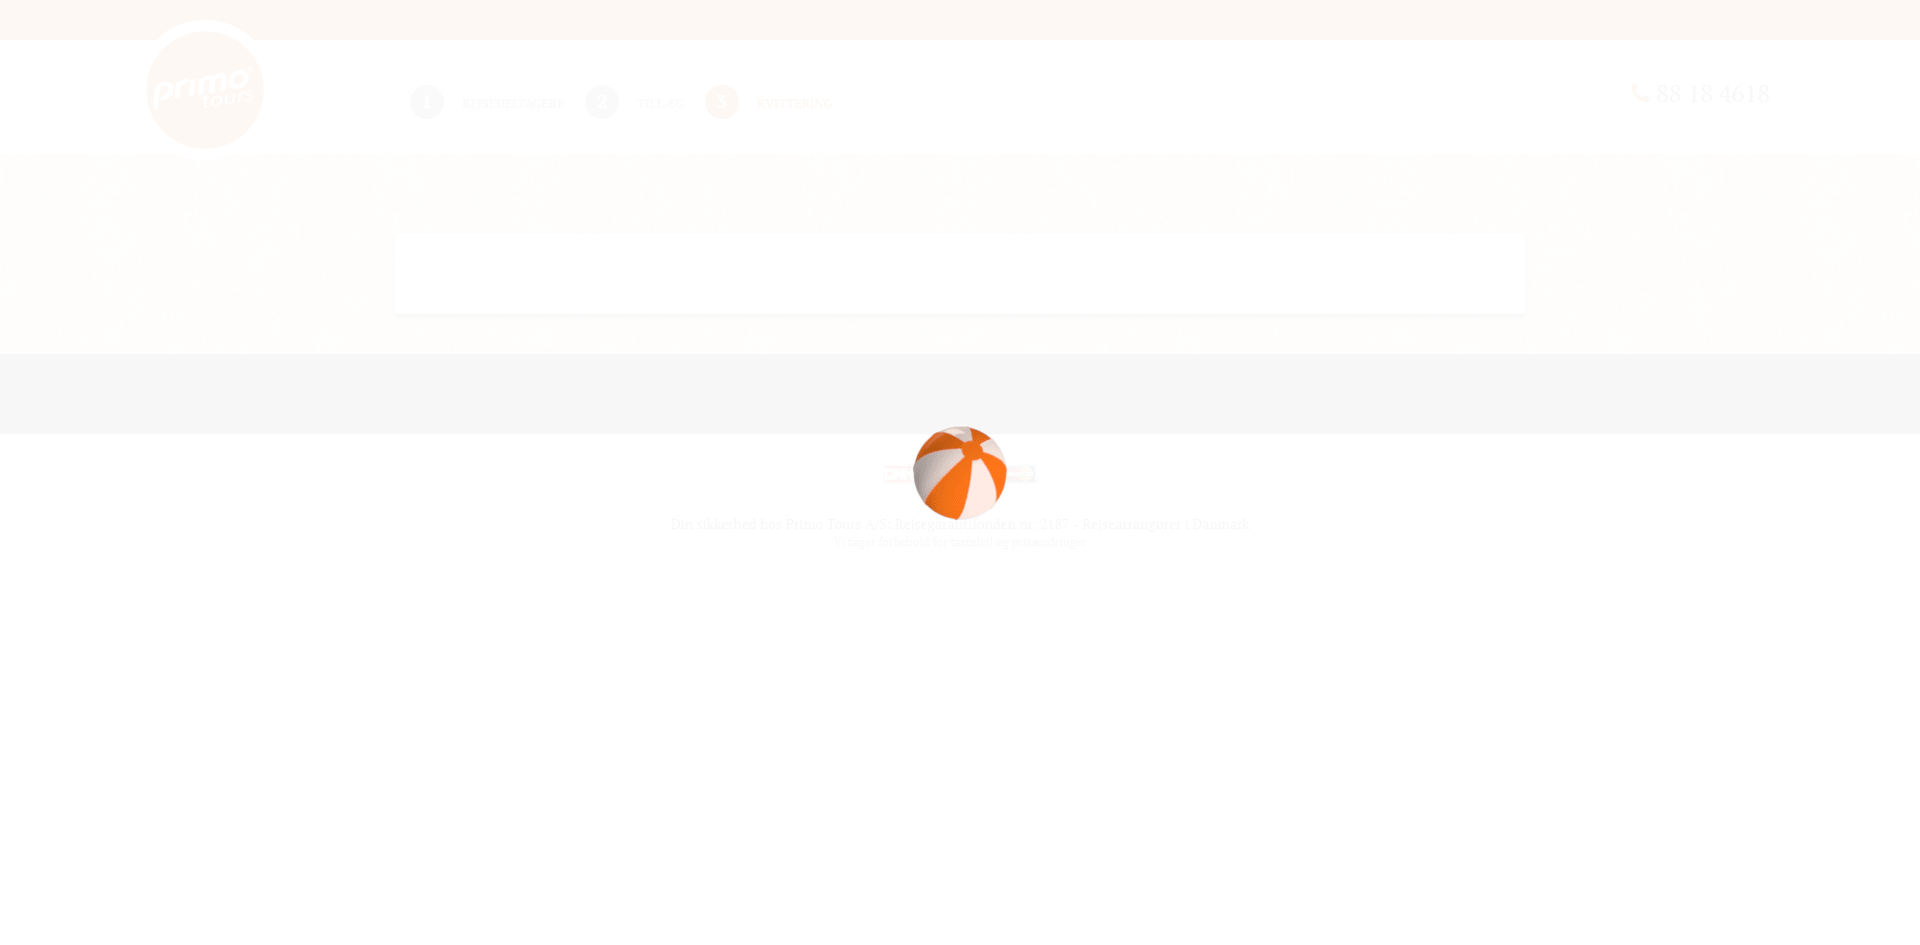 primo
tours
1 REJSEDELTAGERE 2 TILLÆG 3 KVITTERING
88 18 4618
Din sikkerhed hos Primo Tours A/S: Rejsegarantifonden nr. 2187 - Rejsearrangører i Danmark
Vi tager forbehold for tastefejl og prisændringer.